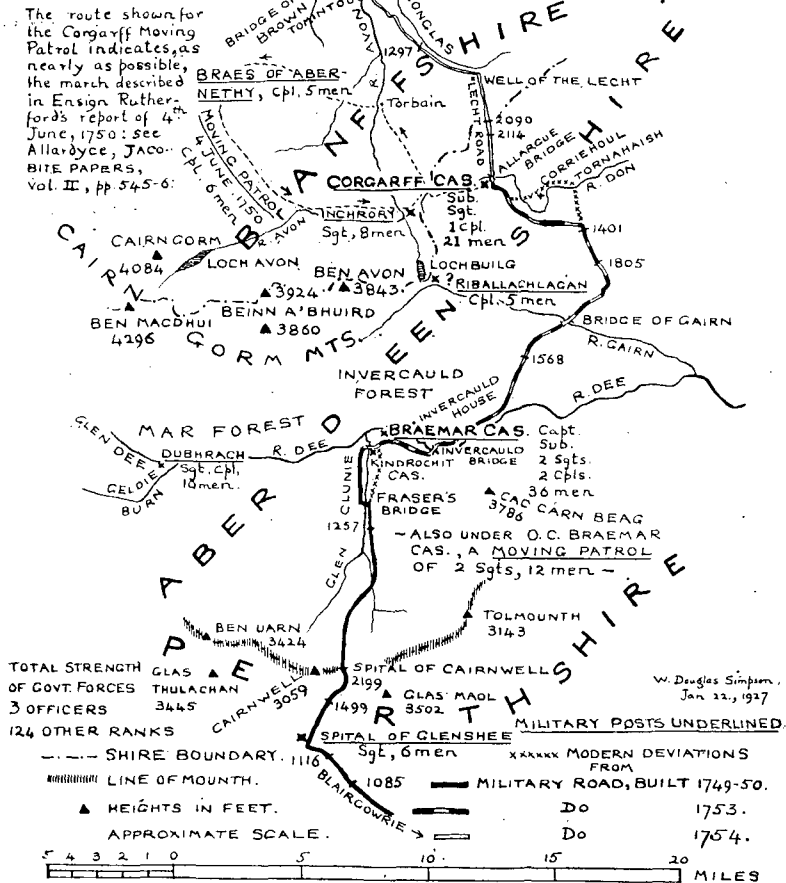 The route shown for
the Corgarff Moving
Patrol indicates, as
nearly as possible,
the march described
in Ensign Ruther-
ford's report of 4th
June, 1750: see
Allardyce, JACO-
BITE PAPERS,
Vol. II, pp. 545-6.
BRIDGE OF
BROWN
TOMINTOU
AVON
R.
CONGLAS
1297
BANFFSHIRE
WELL OF THE LECHT
LECHT ROAD
2090
2114
BRAES OF ABER-
NETHY, Cpl, 5 men
Torbain
ALLARGUE
BRIDGE
CORRIEHOUL
TORNAHAISH
R. DON
MOVING PATROL
4 JUNE 1750
Cpl. 6 men
CORGARFF CAS.
Sub.
Sgt.
1 Cpl.
21 men
INCHRORY
Sgt, 8 men
R. AVON
1401
1805
CAIRNGORM
4084
LOCH AVON
BEN AVON
3843
LOCHBUILG
? RIBALLACHLAGAN
Cpl. 5 men
3924
BEINN A'BHUIRD
3860
BEN MACDHUI
4296
CAIRN GORM MTS.
BRIDGE OF GAIRN
R. GAIRN
1568
INVERCAULD
FOREST
INVERCAULD
HOUSE
R. DEE
MAR FOREST
BRAEMAR CAS.
Capt.
Sub.
2 Sgts.
2 Cpls.
36 men
GLEN DEE
DUBHRACH
Sgt, Cpl,
10 men.
R. DEE
GELDIE
BURN
KINDROCHIT
CAS.
INVERCAULD
BRIDGE
CLUNIE
GLEN
FRASER'S
BRIDGE
CAC CARN BEAG
3786
1257
~ ALSO UNDER O.C. BRAEMAR
CAS., A MOVING PATROL
OF 2 Sgts, 12 men ~
ABERDEENSHIRE
BEN UARN
3424
TOLMOUNTH
3143
PERTHSHIRE
TOTAL STRENGTH
OF GOVT. FORCES
3 OFFICERS
124 OTHER RANKS
GLAS
THULACHAN
3445
CAIRNWELL
3059
SPITAL OF CAIRNWELL
2199
1499
GLAS MAOL
3502
W. Douglas Simpson,
Jan 22., 1927
SPITAL OF GLENSHEE
Sgt, 6 men
1116
1085
BLAIRGOWRIE
MILITARY POSTS UNDERLINED.
SHIRE BOUNDARY.
xxxxxx MODERN DEVIATIONS
FROM
LINE OF MOUNTH.
MILITARY ROAD, BUILT 1749-50.
HEIGHTS IN FEET.
Do 1753.
APPROXIMATE SCALE.
Do 1754.
5 4 3 2 1 0 5 10 15 20 MILES